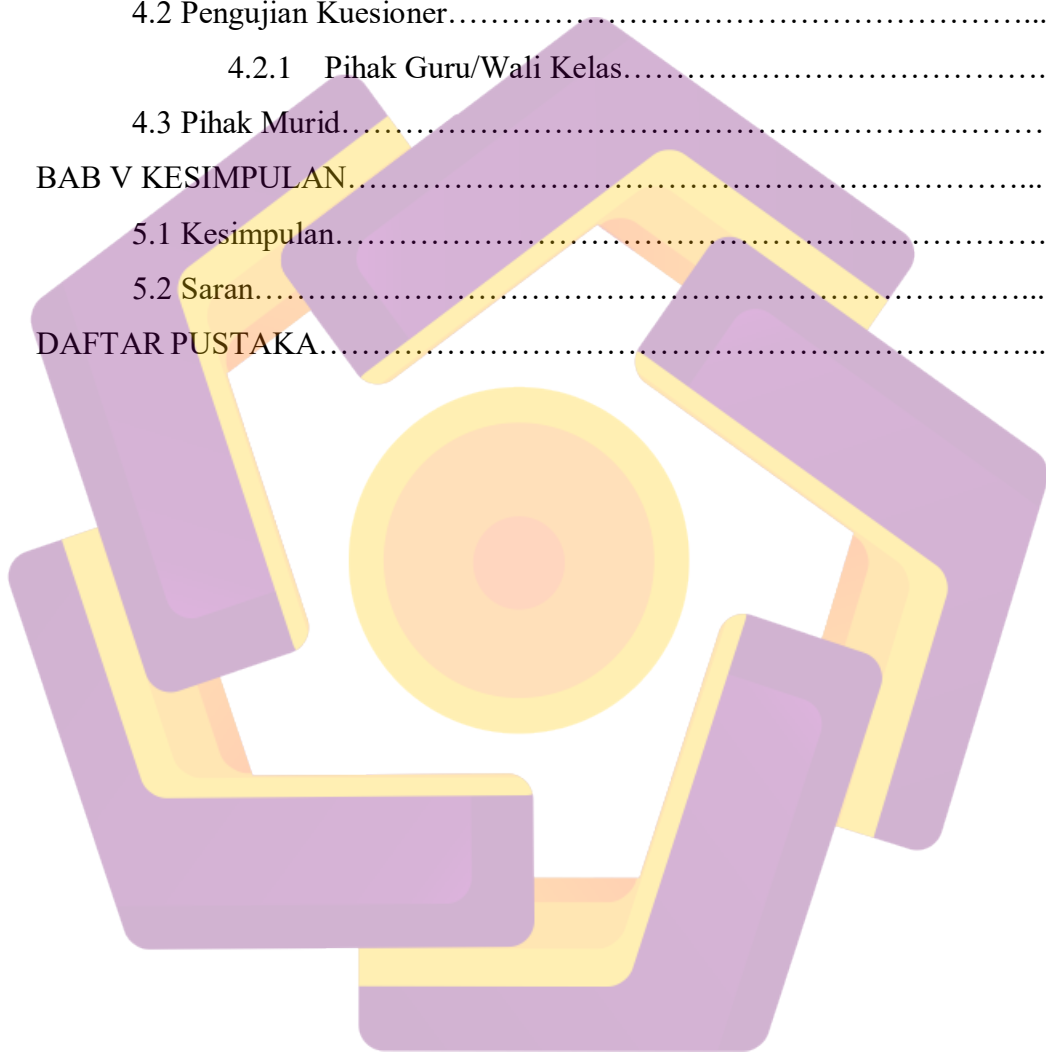 4.2 Pengujian Kuesioner…………………………………………………...
4.2.1 Pihak Guru/Wali Kelas………………………………….
4.3 Pihak Murid……………………………………………………………
BAB V KESIMPULAN…………………………………………………………...
5.1 Kesimpulan…………………………………………………………….
5.2 Saran…………………………………………………………………...
DAFTAR PUSTAKA……………………………………………………………...